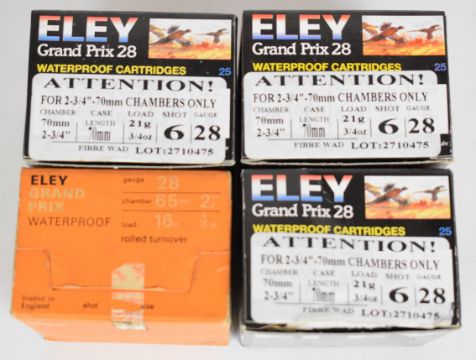 ELEY
Grand Prix 28
WATERPROOF CARTRIDGES 25
ATTENTION!
FOR 2-3/4"-70mm CHAMBERS ONLY
CHAMBER CASE LOAD SHOT GAUGE
LENGTH
70mm 70mm 21g 6 28
2-3/4" 3/4oz
FIBRE WAD LOT:2710475
ELEY
Grand Prix 28
WATERPROOF CARTRIDGES 25
ATTENTION!
FOR 2-3/4"-70mm CHAMBERS ONLY
CHAMBER CASE LOAD SHOT GAUGE
LENGTH
70mm 70mm 21g 6 28
2-3/4" 3/4oz
FIBRE WAD LOT:2710475
ELEY
GRAND
PRIX
WATERPROOF
gauge 28
chamber 65mm
load 16
rolled turnover
loaded in
England
shot size
ELEY
Grand Prix 28
WATERPROOF CARTRIDGES 25
ATTENTION!
FOR 2-3/4"-70mm CHAMBERS ONLY
CHAMBER CASE LOAD SHOT GAUGE
LENGTH
70mm 70mm 21g 6 28
2-3/4" 3/4oz
FIBRE WAD LOT:2710475